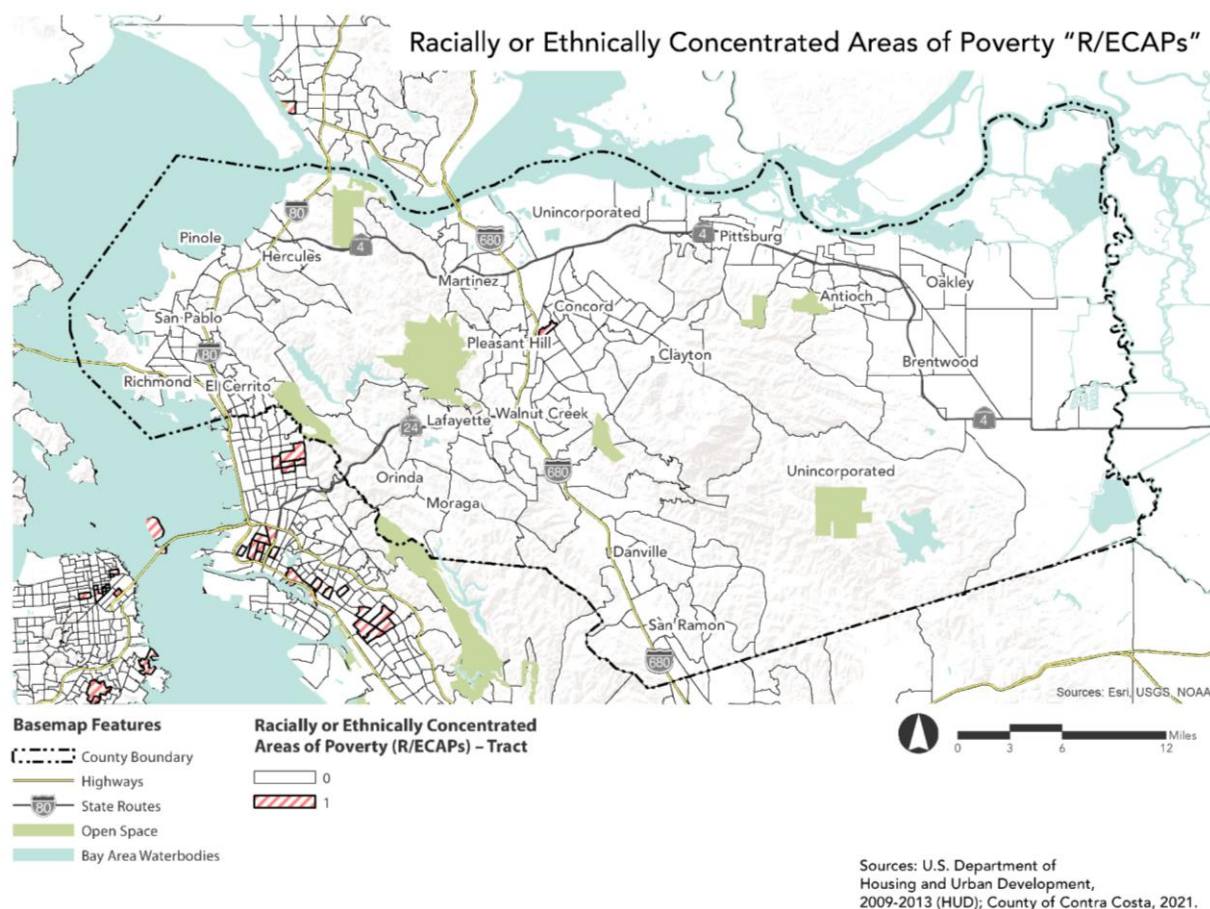 Racially or Ethnically Concentrated Areas of Poverty "R/ECAPs"
80
Unincorporated
Pinole
680
4
Pittsburg
Hercules
4
Martinez
Oakley
Antioch
Concord
San Pablo
Pleasant Hill
80
Clayton
Brentwood
Richmond
El Cerrito
Walnut Creek
4
24
Lafayette
680
Unincorporated
Orinda
Moraga
Danville
San Ramon
680
Sources: Esri, USGS, NOAA
Basemap Features
County Boundary
Highways
80
State Routes
Open Space
Bay Area Waterbodies
Racially or Ethnically Concentrated
Areas of Poverty (R/ECAPs) – Tract
0
1
Miles
0 3 6 12
Sources: U.S. Department of
Housing and Urban Development,
2009-2013 (HUD); County of Contra Costa, 2021.